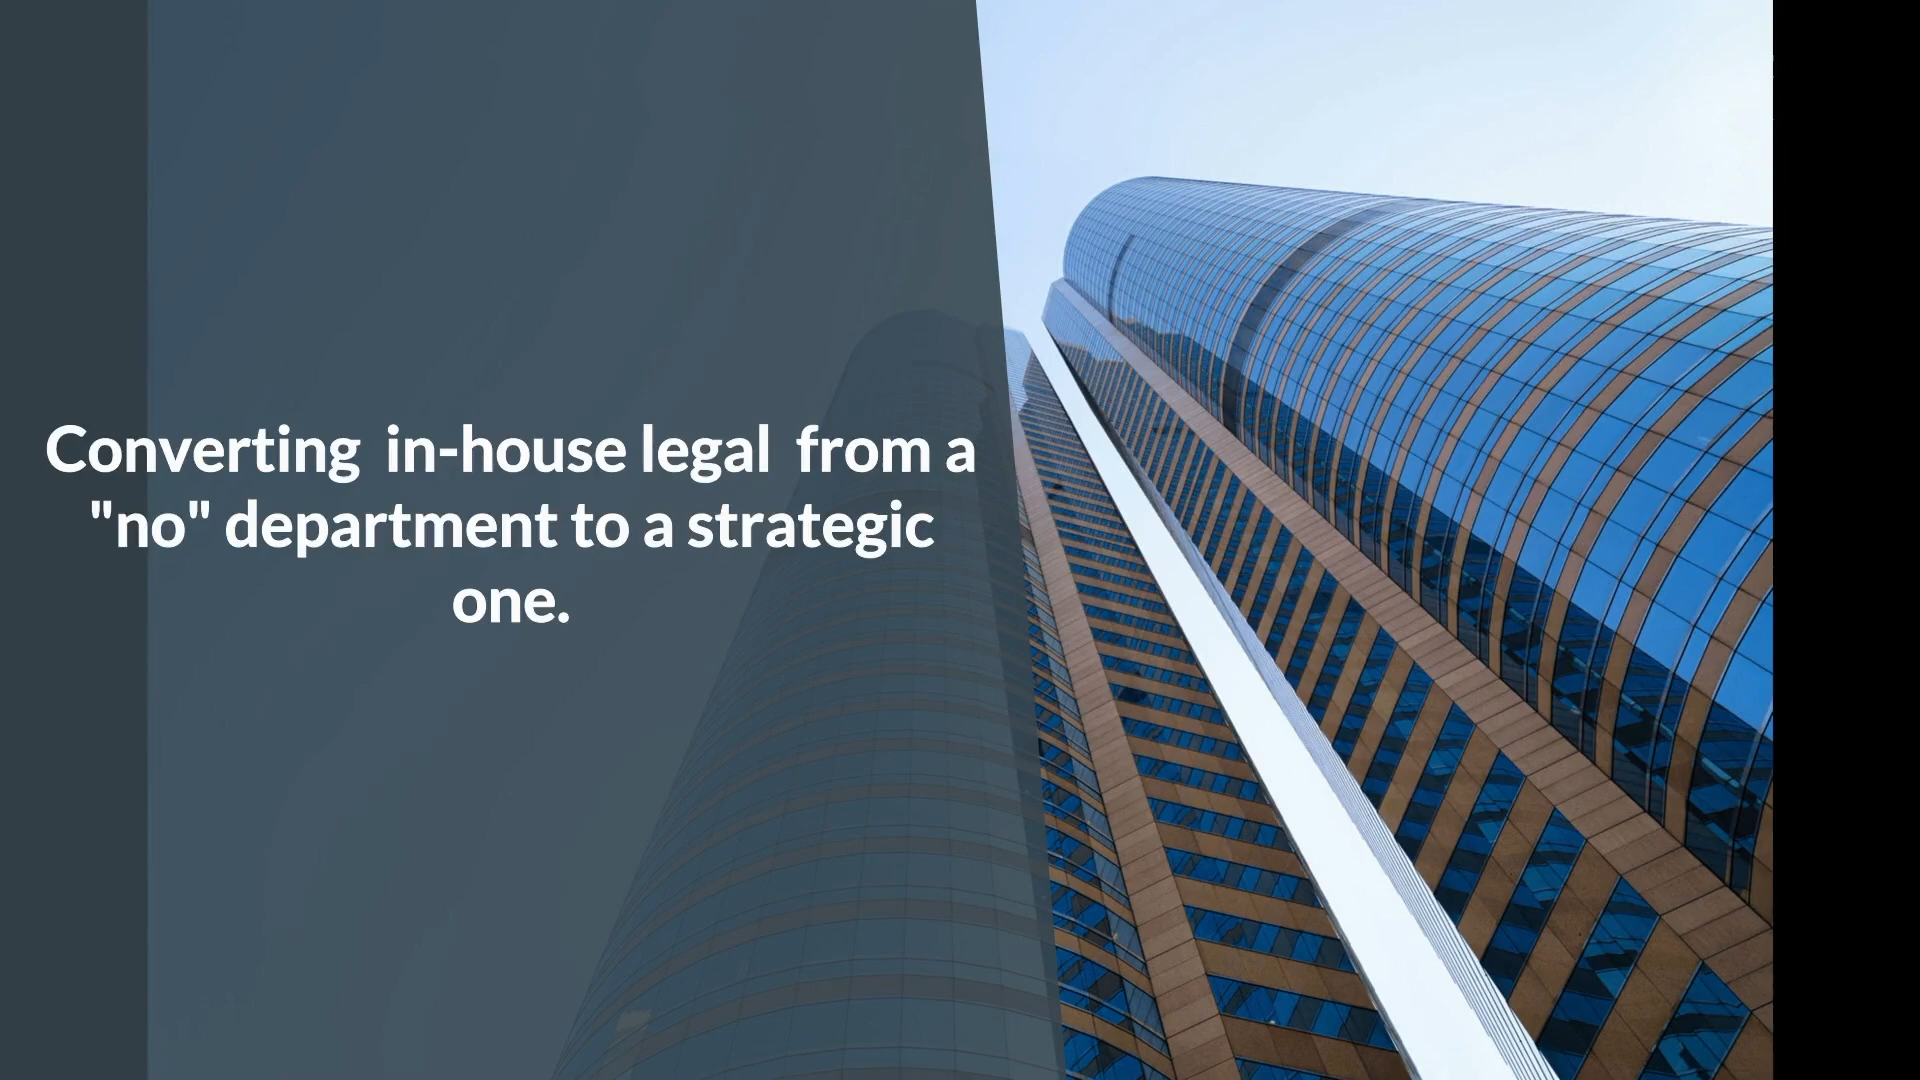 Converting  in-house legal  from a
"no" department to a strategic
one.